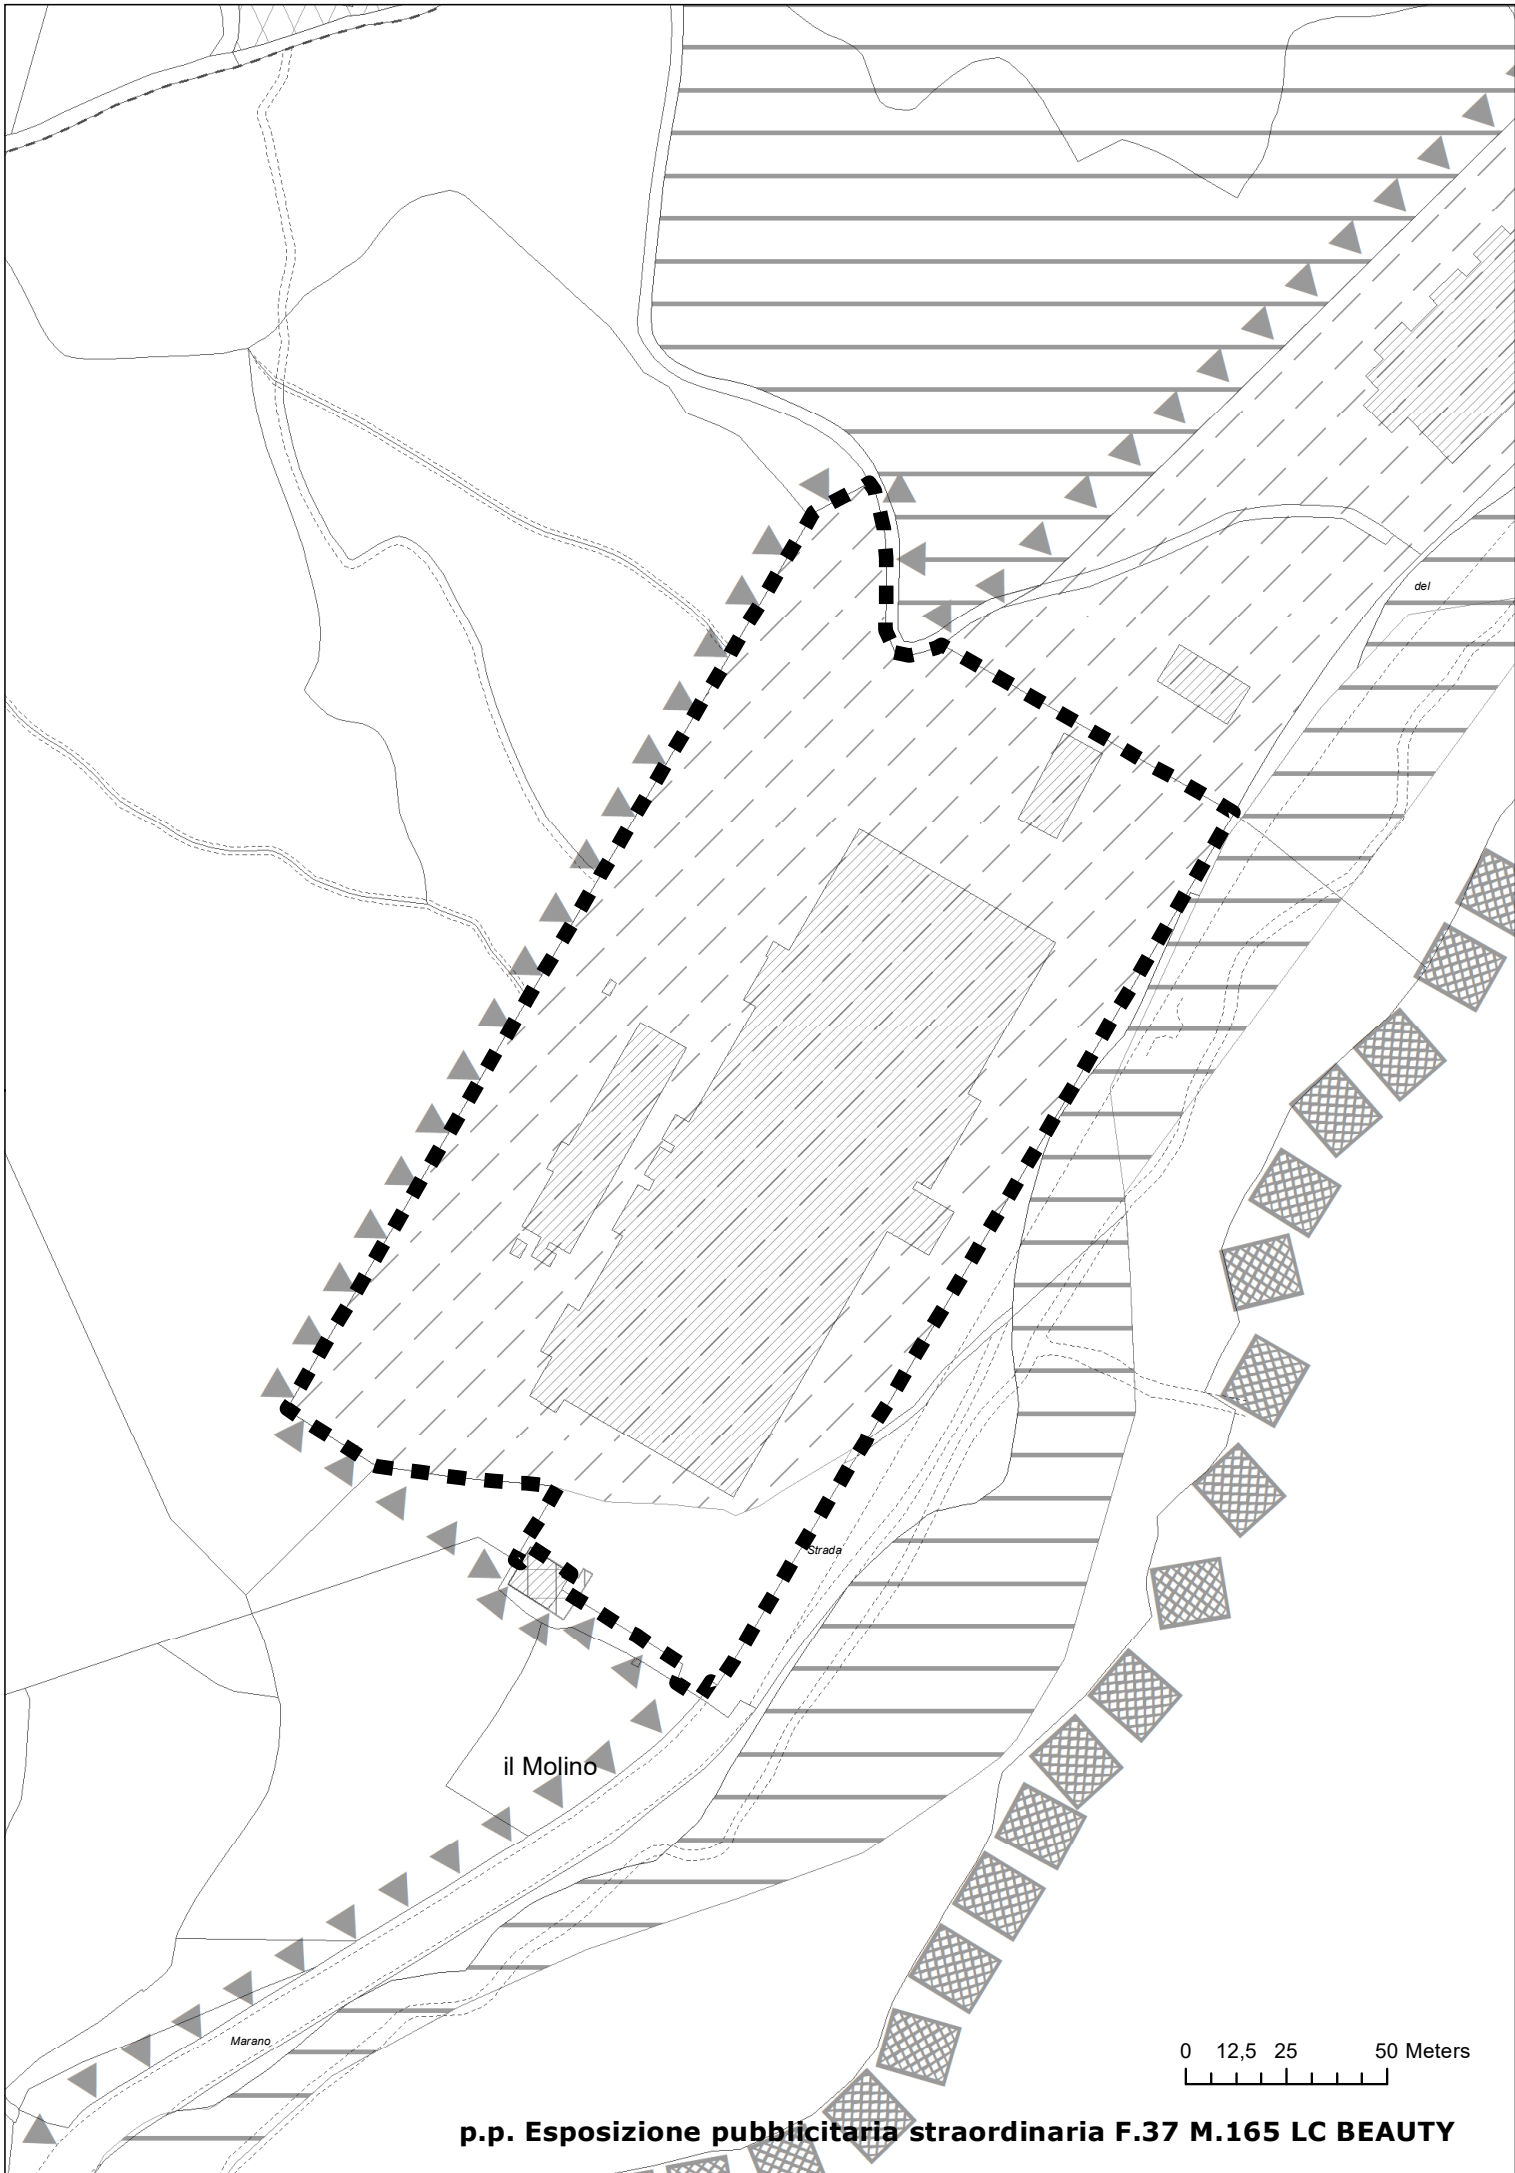 del
Strada
il Molino
Marano
0 12,5 25 50 Meters
p.p. Esposizione pubblicitaria straordinaria F.37 M.165 LC BEAUTY